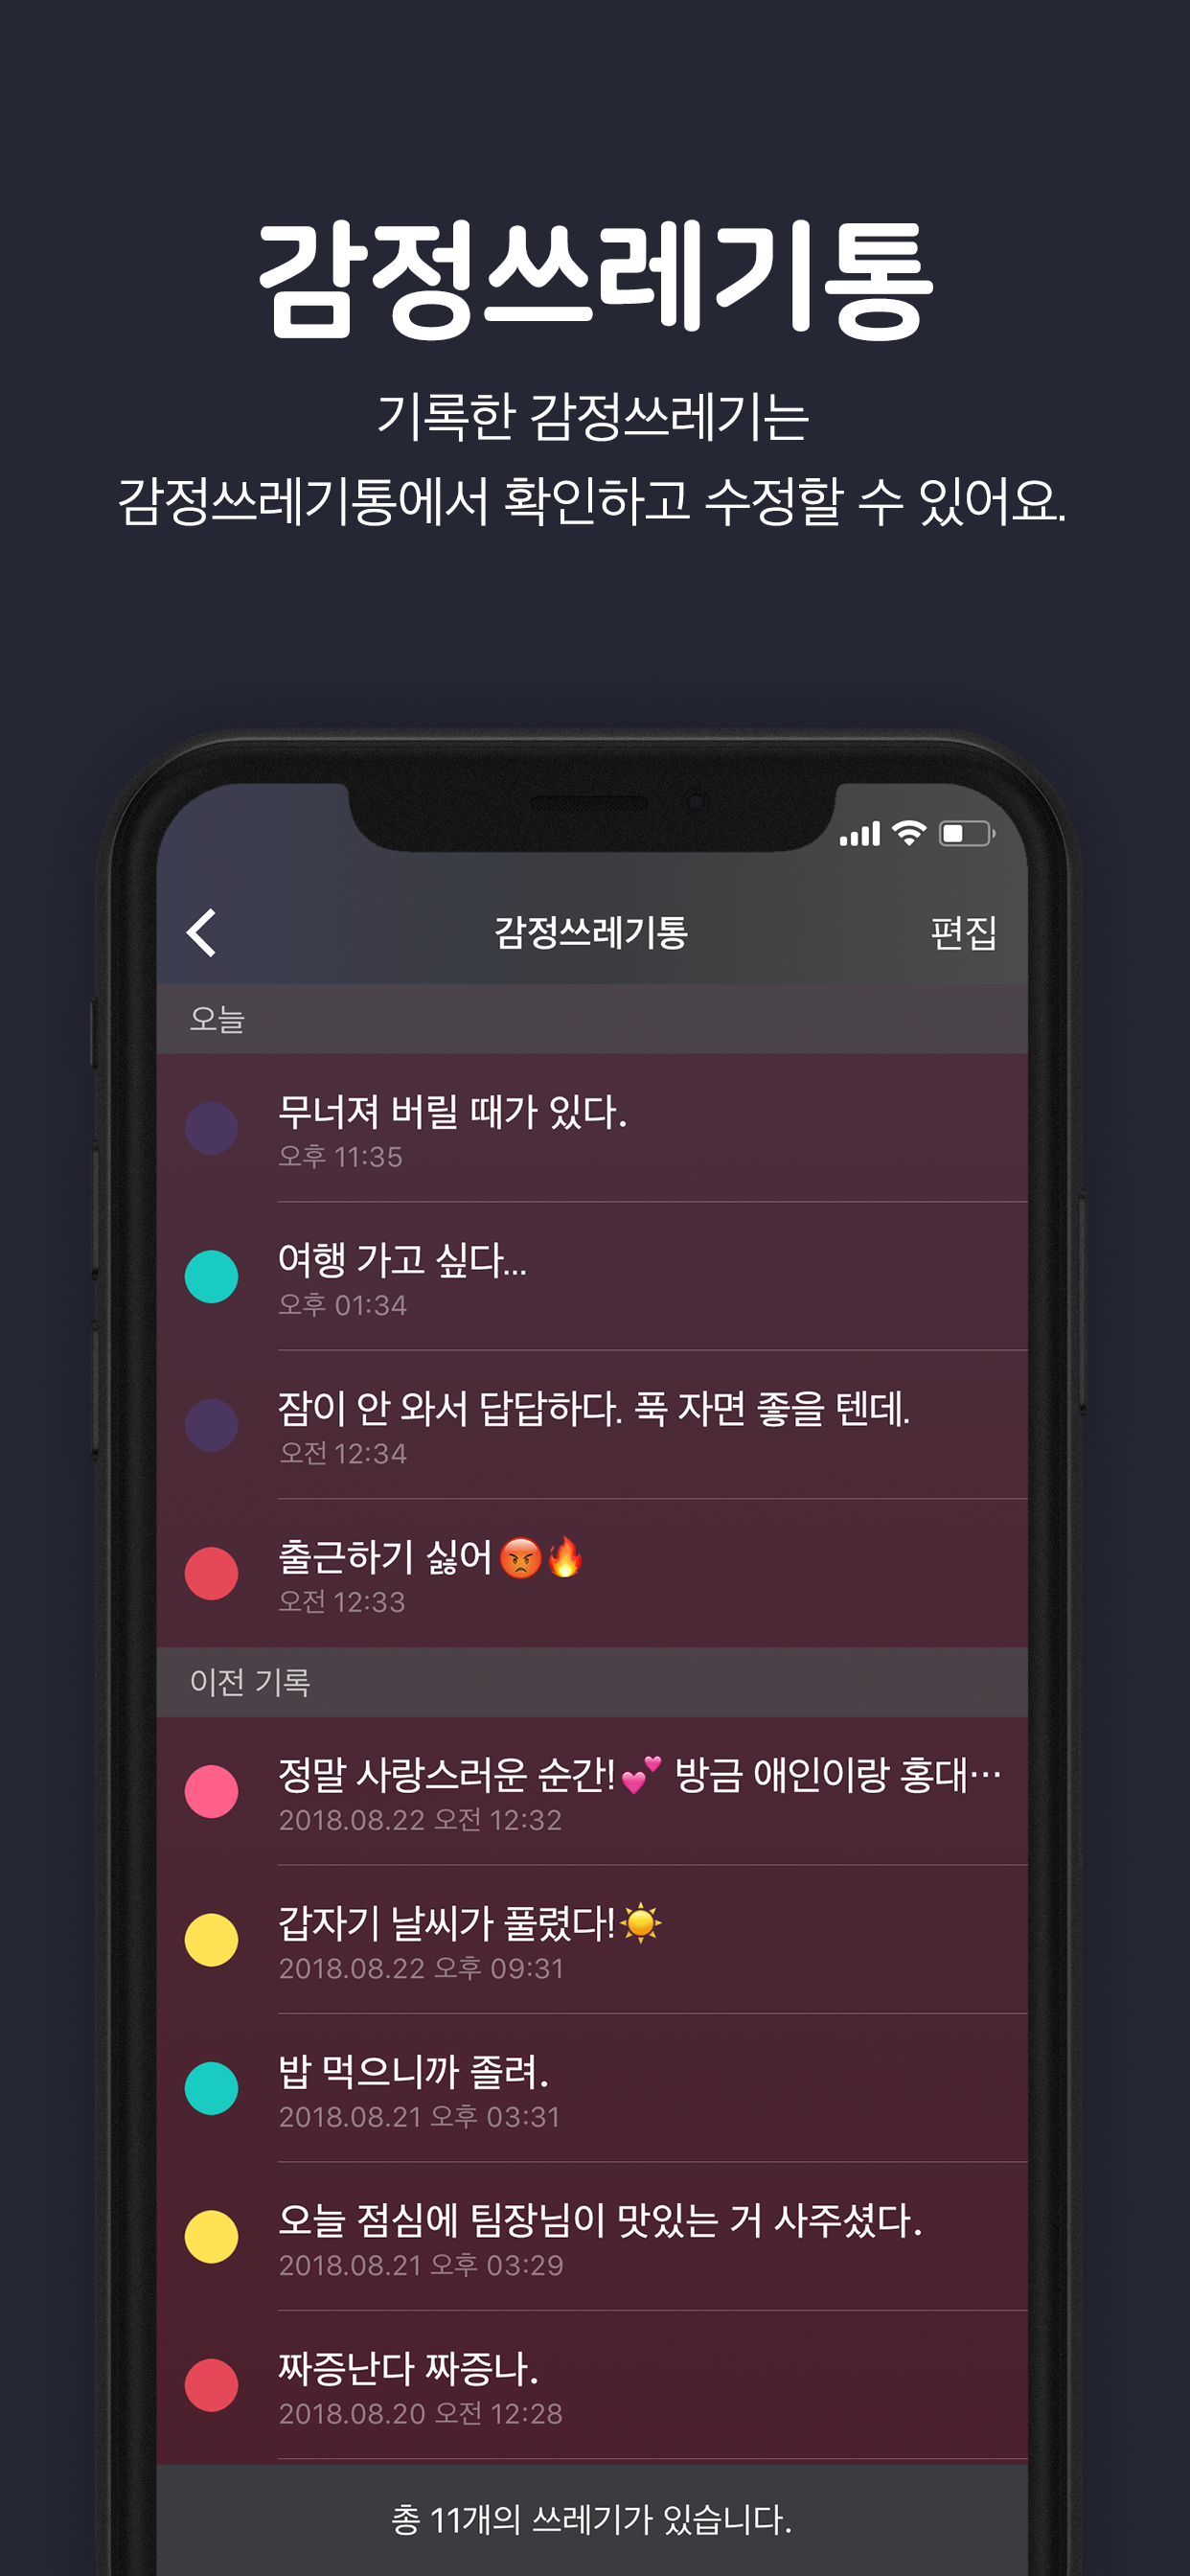 감정쓰레기통
기록한 감정쓰레기는
감정쓰레기통에서 확인하고 수정할 수 있어요.
감정쓰레기통
편집
오늘
무너져 버릴 때가 있다.
오후 11:35
여행 가고 싶다...
오후 01:34
잠이 안 와서 답답하다. 푹 자면 좋을 텐데.
오전 12:34
출근하기 싫어😡🔥
오전 12:33
이전 기록
정말 사랑스러운 순간!💕 방금 애인이랑 홍대⋯
2018.08.22 오전 12:32
갑자기 날씨가 풀렸다!☀️
2018.08.22 오후 09:31
밥 먹으니까 졸려.
2018.08.21 오후 03:31
오늘 점심에 팀장님이 맛있는 거 사주셨다.
2018.08.21 오후 03:29
짜증난다 짜증나.
2018.08.20 오전 12:28
총 11개의 쓰레기가 있습니다.